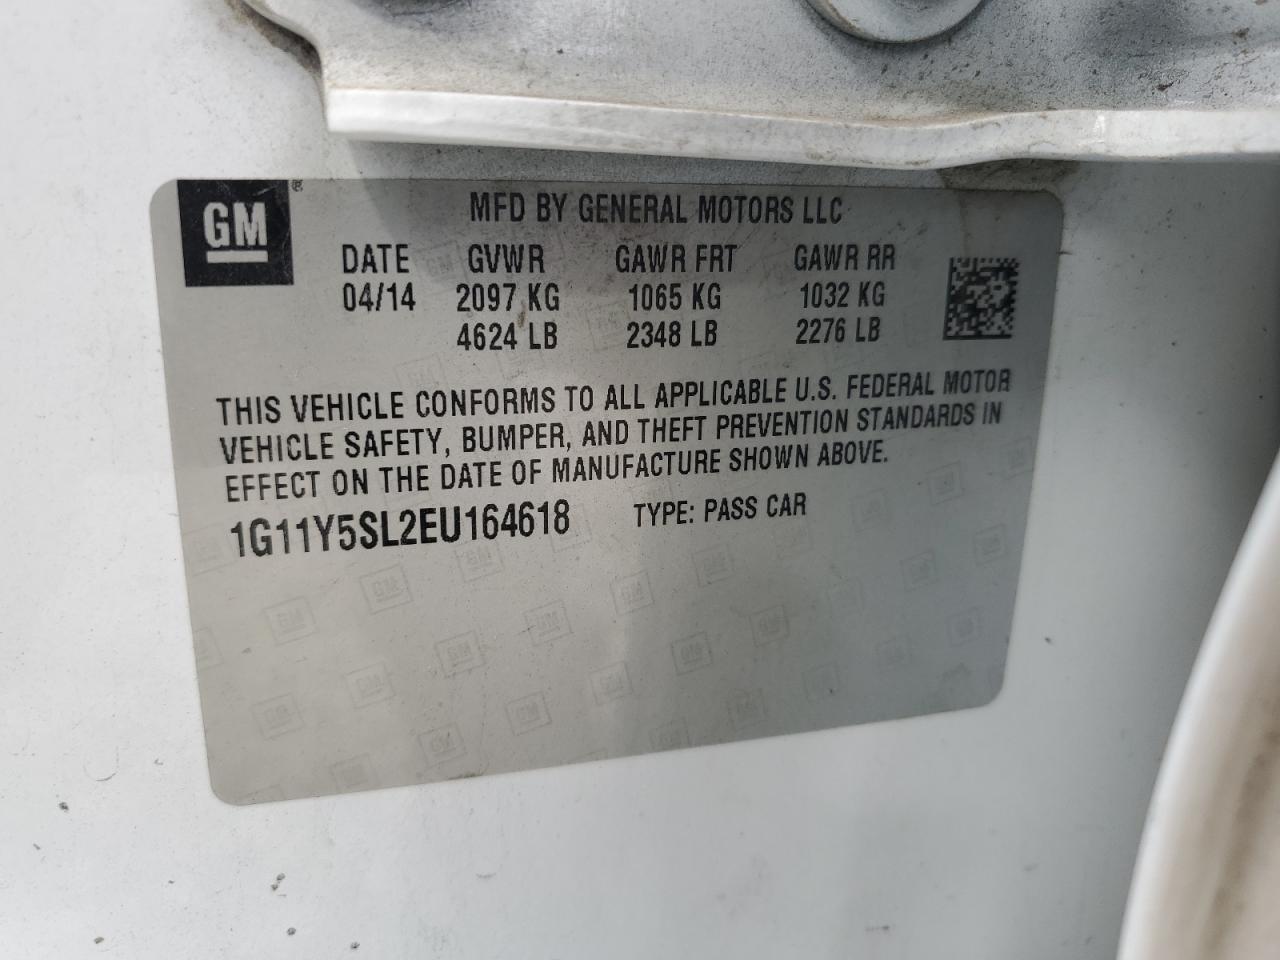 GM®
MFD BY GENERAL MOTORS LLC
DATE GVWR GAWR FRT GAWR RR
04/14 2097 KG 1065 KG 1032 KG
4624 LB 2348 LB 2276 LB
THIS VEHICLE CONFORMS TO ALL APPLICABLE U.S. FEDERAL MOTOR
VEHICLE SAFETY, BUMPER, AND THEFT PREVENTION STANDARDS IN
EFFECT ON THE DATE OF MANUFACTURE SHOWN ABOVE.
1G11Y5SL2EU164618 TYPE: PASS CAR